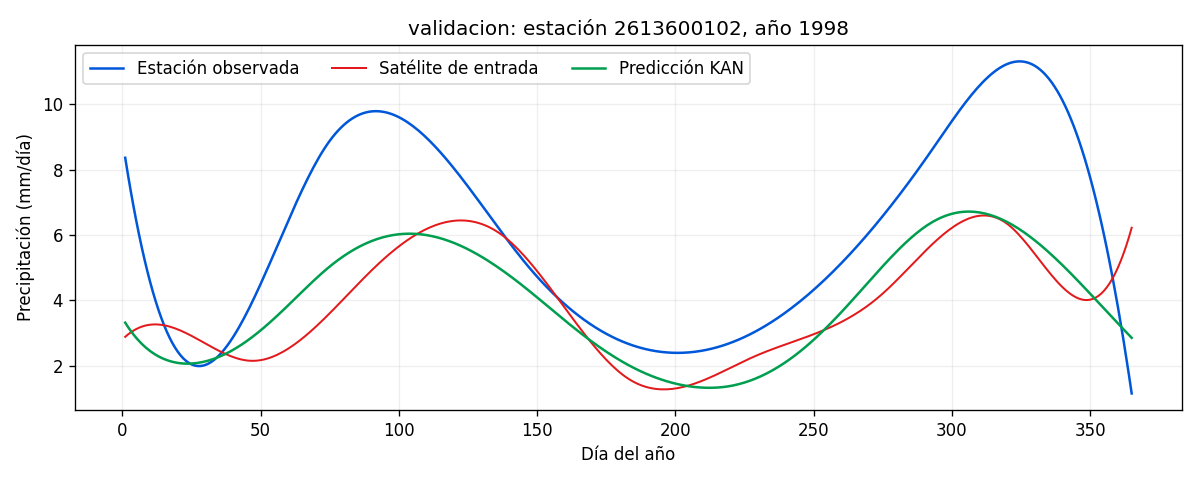 validacion: estación 2613600102, año 1998
Estación observada
Satélite de entrada
Predicción KAN
Precipitación (mm/día)
10
8
6
4
2
0
50
100
150
200
250
300
350
Día del año